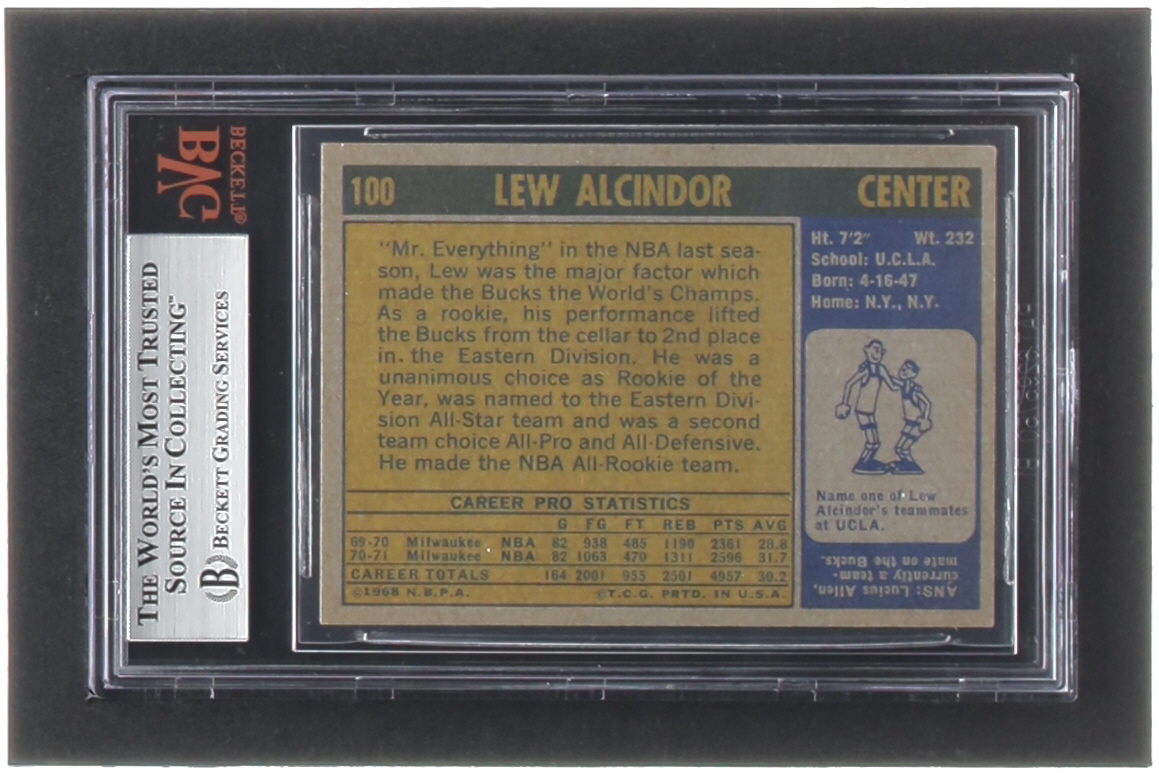 BECKETT®
BVG
THE WORLD'S MOST TRUSTED
SOURCE IN COLLECTING™
BECKETT GRADING SERVICES
100 LEW ALCINDOR CENTER
"Mr. Everything" in the NBA last sea-
son, Lew was the major factor which
made the Bucks the World's Champs.
As a rookie, his performance lifted
the Bucks from the cellar to 2nd place
in. the Eastern Division. He was a
unanimous choice as Rookie of the
Year, was named to the Eastern Divi-
sion All-Star team and was a second
team choice All-Pro and All-Defensive.
He made the NBA All-Rookie team.
CAREER PRO STATISTICS
G FG FT REB PTS AVG
69-70 Milwaukee NBA 82 938 485 1190 2361 28.8
70-71 Milwaukee NBA 82 1063 470 1311 2596 31.7
CAREER TOTALS 164 2001 955 2501 4957 30.2
©1968 N.B.P.A. ©T.C.G. PRTD. IN U.S.A.
Ht. 7'2" Wt. 232
School: U.C.L.A.
Born: 4-16-47
Home: N.Y., N.Y.
Name one of Lew
Alcindor's teammates
at UCLA.
ANS: Lucius Allen,
currently a team-
mate on the Bucks.